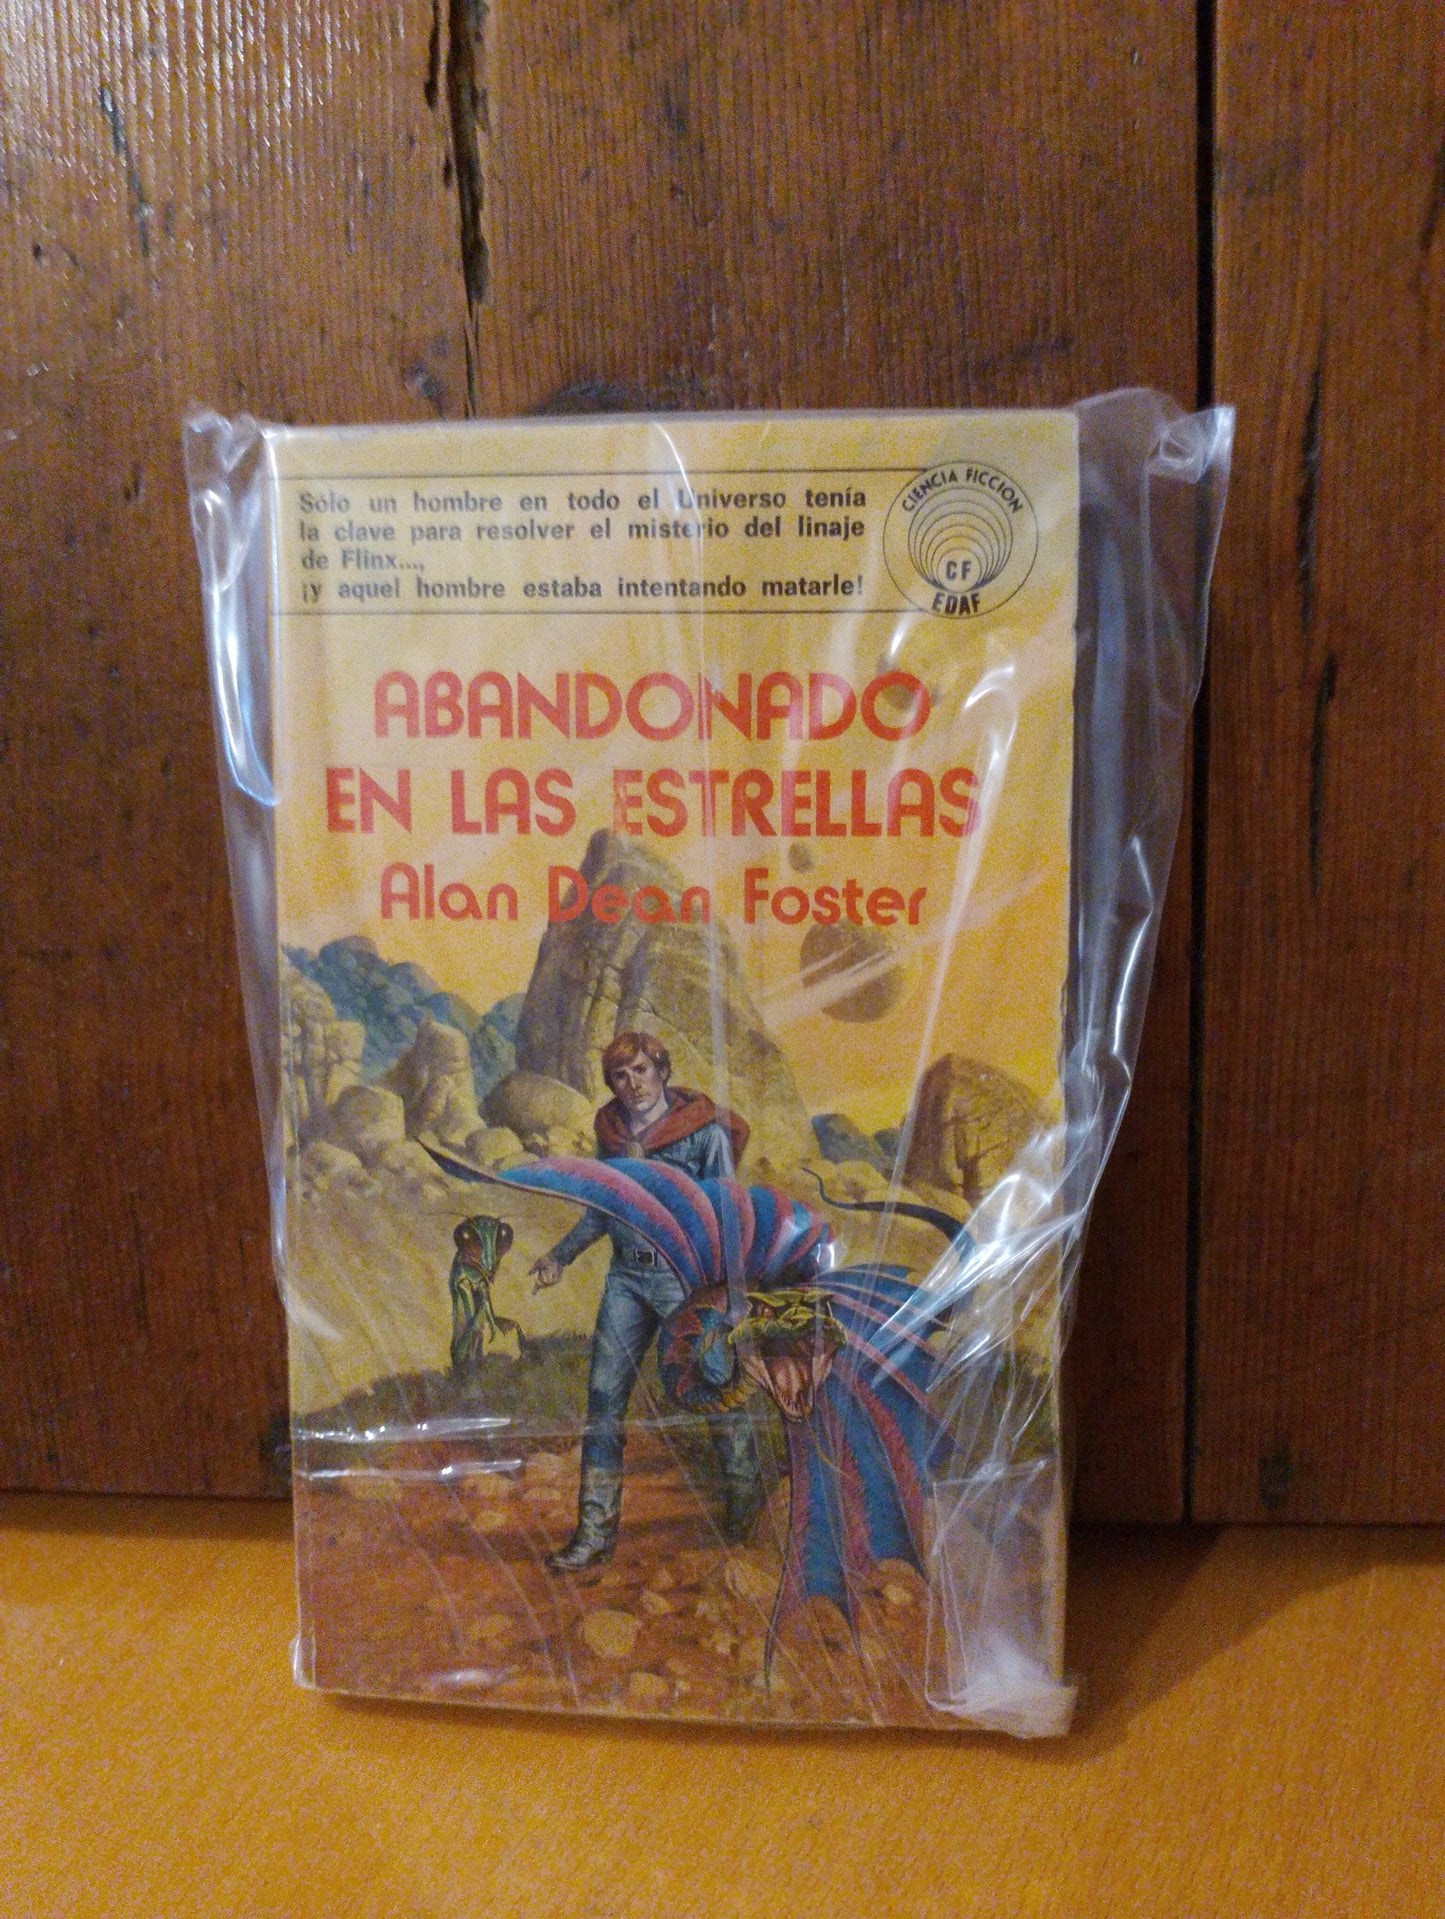 Sólo un hombre en todo el Universo tenía
la clave para resolver el misterio del linaje
de Flinx...,
¡y aquel hombre estaba intentando matarle!
CIENCIA FICCION
CF
EDAF
ABANDONADO
EN LAS ESTRELLAS
Alan Dean Foster